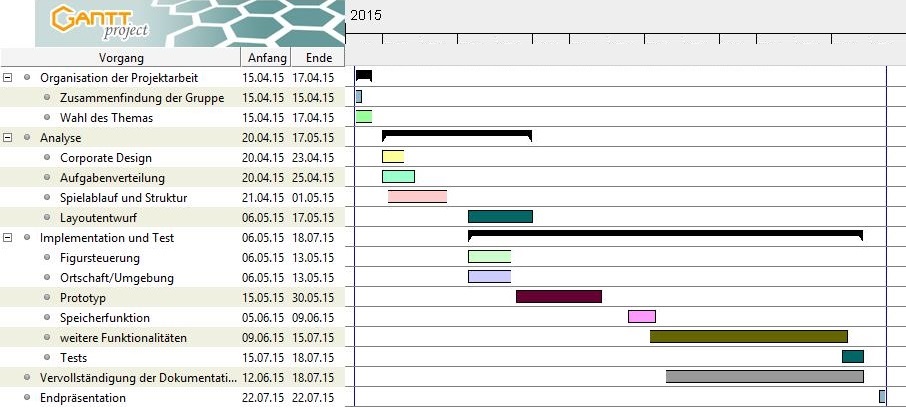 GANTT
project
2015
Vorgang Anfang Ende
Organisation der Projektarbeit 15.04.15 17.04.15
Zusammenfindung der Gruppe 15.04.15 15.04.15
Wahl des Themas 15.04.15 17.04.15
Analyse 20.04.15 17.05.15
Corporate Design 20.04.15 23.04.15
Aufgabenverteilung 20.04.15 25.04.15
Spielablauf und Struktur 21.04.15 01.05.15
Layoutentwurf 06.05.15 17.05.15
Implementation und Test 06.05.15 18.07.15
Figursteuerung 06.05.15 13.05.15
Ortschaft/Umgebung 06.05.15 13.05.15
Prototyp 15.05.15 30.05.15
Speicherfunktion 05.06.15 09.06.15
weitere Funktionalitäten 09.06.15 15.07.15
Tests 15.07.15 18.07.15
Vervollständigung der Dokumentati... 12.06.15 18.07.15
Endpräsentation 22.07.15 22.07.15